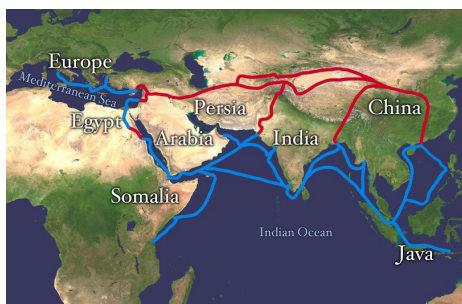 Europe
Mediterranean Sea
Egypt
Arabia
Persia
India
China
Somalia
Indian Ocean
Java